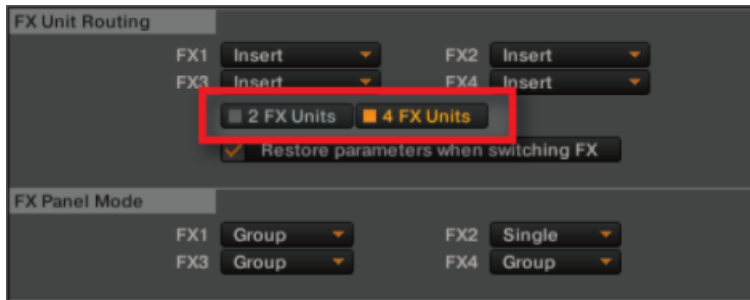 FX Unit Routing
FX1 Insert FX2 Insert
FX3 Insert FX4 Insert
2 FX Units 4 FX Units
Restore parameters when switching FX
FX Panel Mode
FX1 Group FX2 Single
FX3 Group FX4 Group